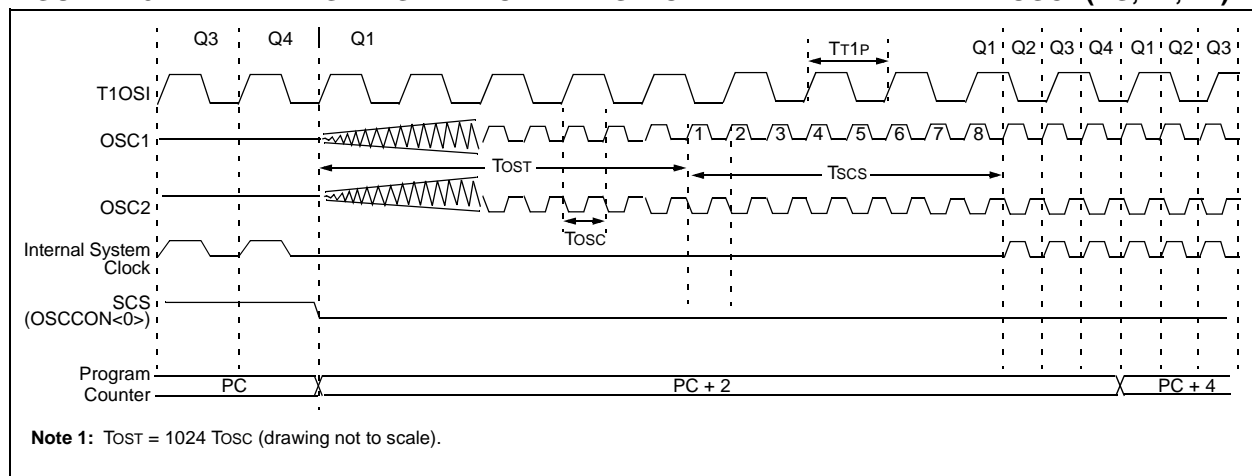 Q3 Q4 Q1 TT1P Q1 Q2 Q3 Q4 Q1 Q2 Q3
T1OSI
OSC1
1 2 3 4 5 6 7 8
TOST TSCS
OSC2
TOSC
Internal System
Clock
SCS
(OSCCON<0>)
Program
Counter
PC PC + 2 PC + 4
Note 1: TOST = 1024 TOSC (drawing not to scale).